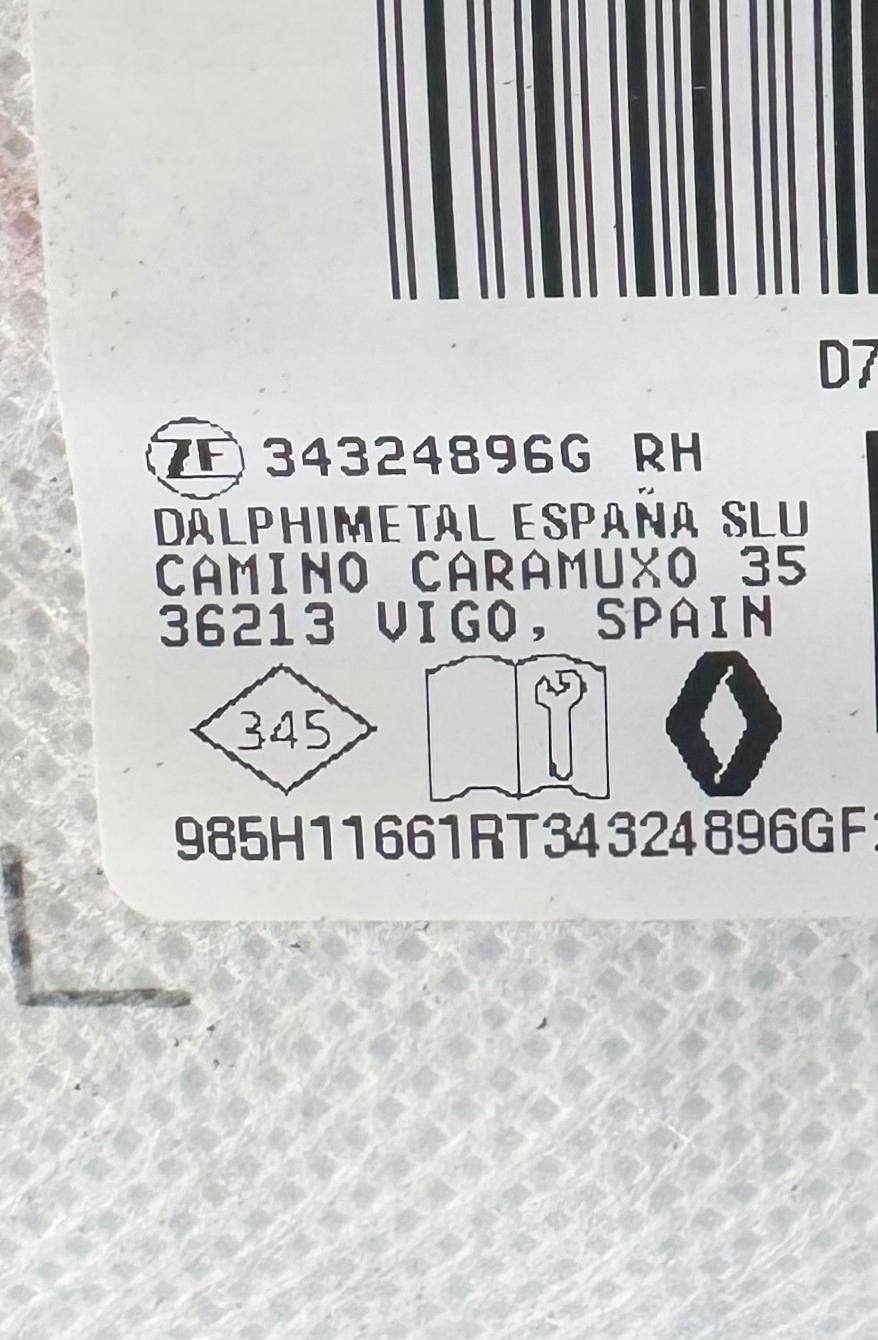 D7
ZF 34324896G RH
DALPHIMETAL ESPAÑA SLU
CAMINO CARAMUXO 35
36213 VIGO, SPAIN
345
985H11661RT34324896GF